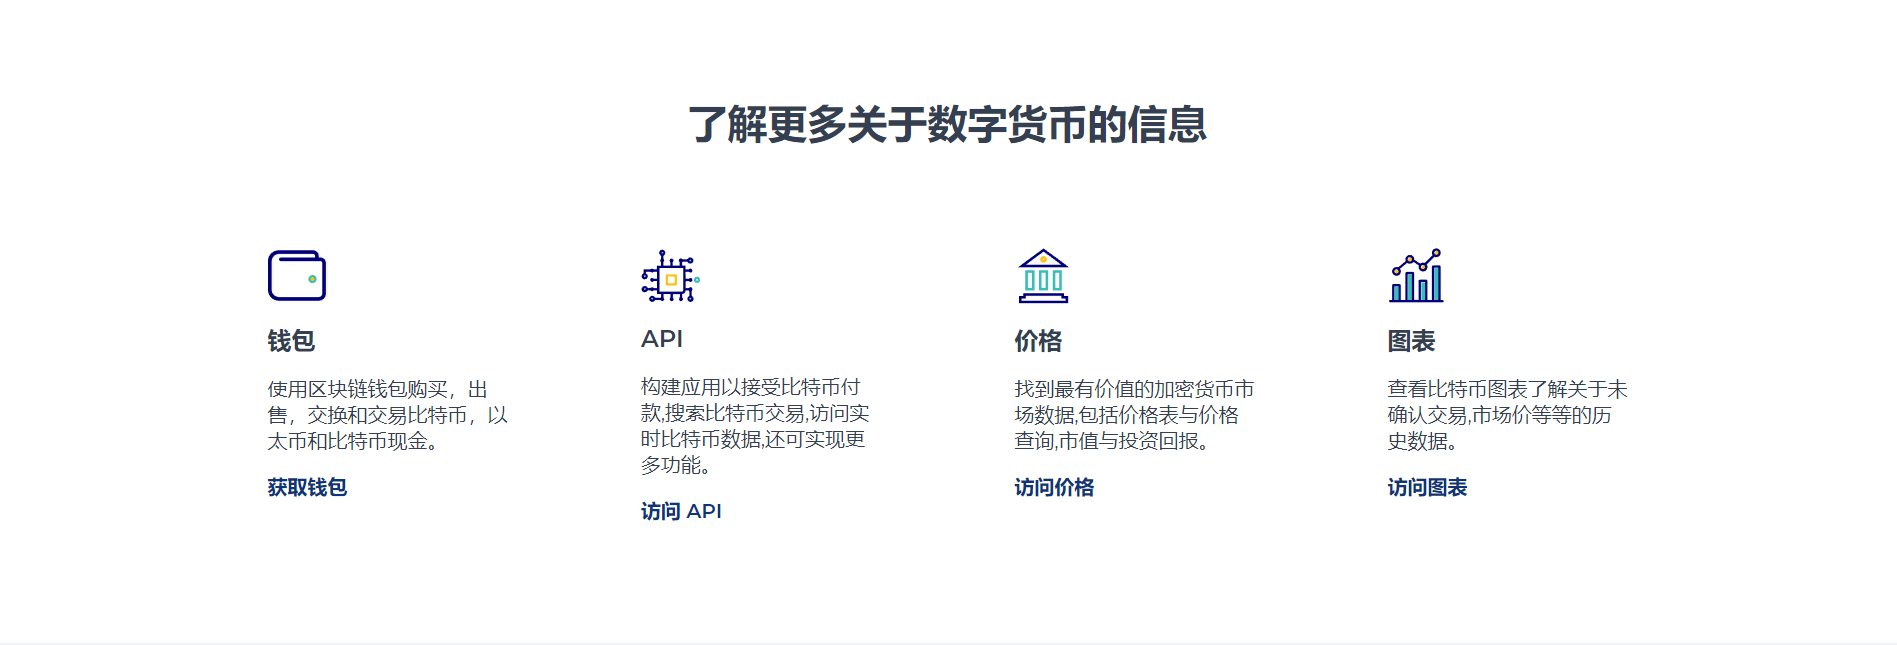 了解更多关于数字货币的信息
钱包
使用区块链钱包购买，出
售，交换和交易比特币，以
太币和比特币现金。
获取钱包
API
构建应用以接受比特币付
款,搜索比特币交易,访问实
时比特币数据,还可实现更
多功能。
访问 API
价格
找到最有价值的加密货币市
场数据,包括价格表与价格
查询,市值与投资回报。
访问价格
图表
查看比特币图表了解关于未
确认交易,市场价等等的历
史数据。
访问图表